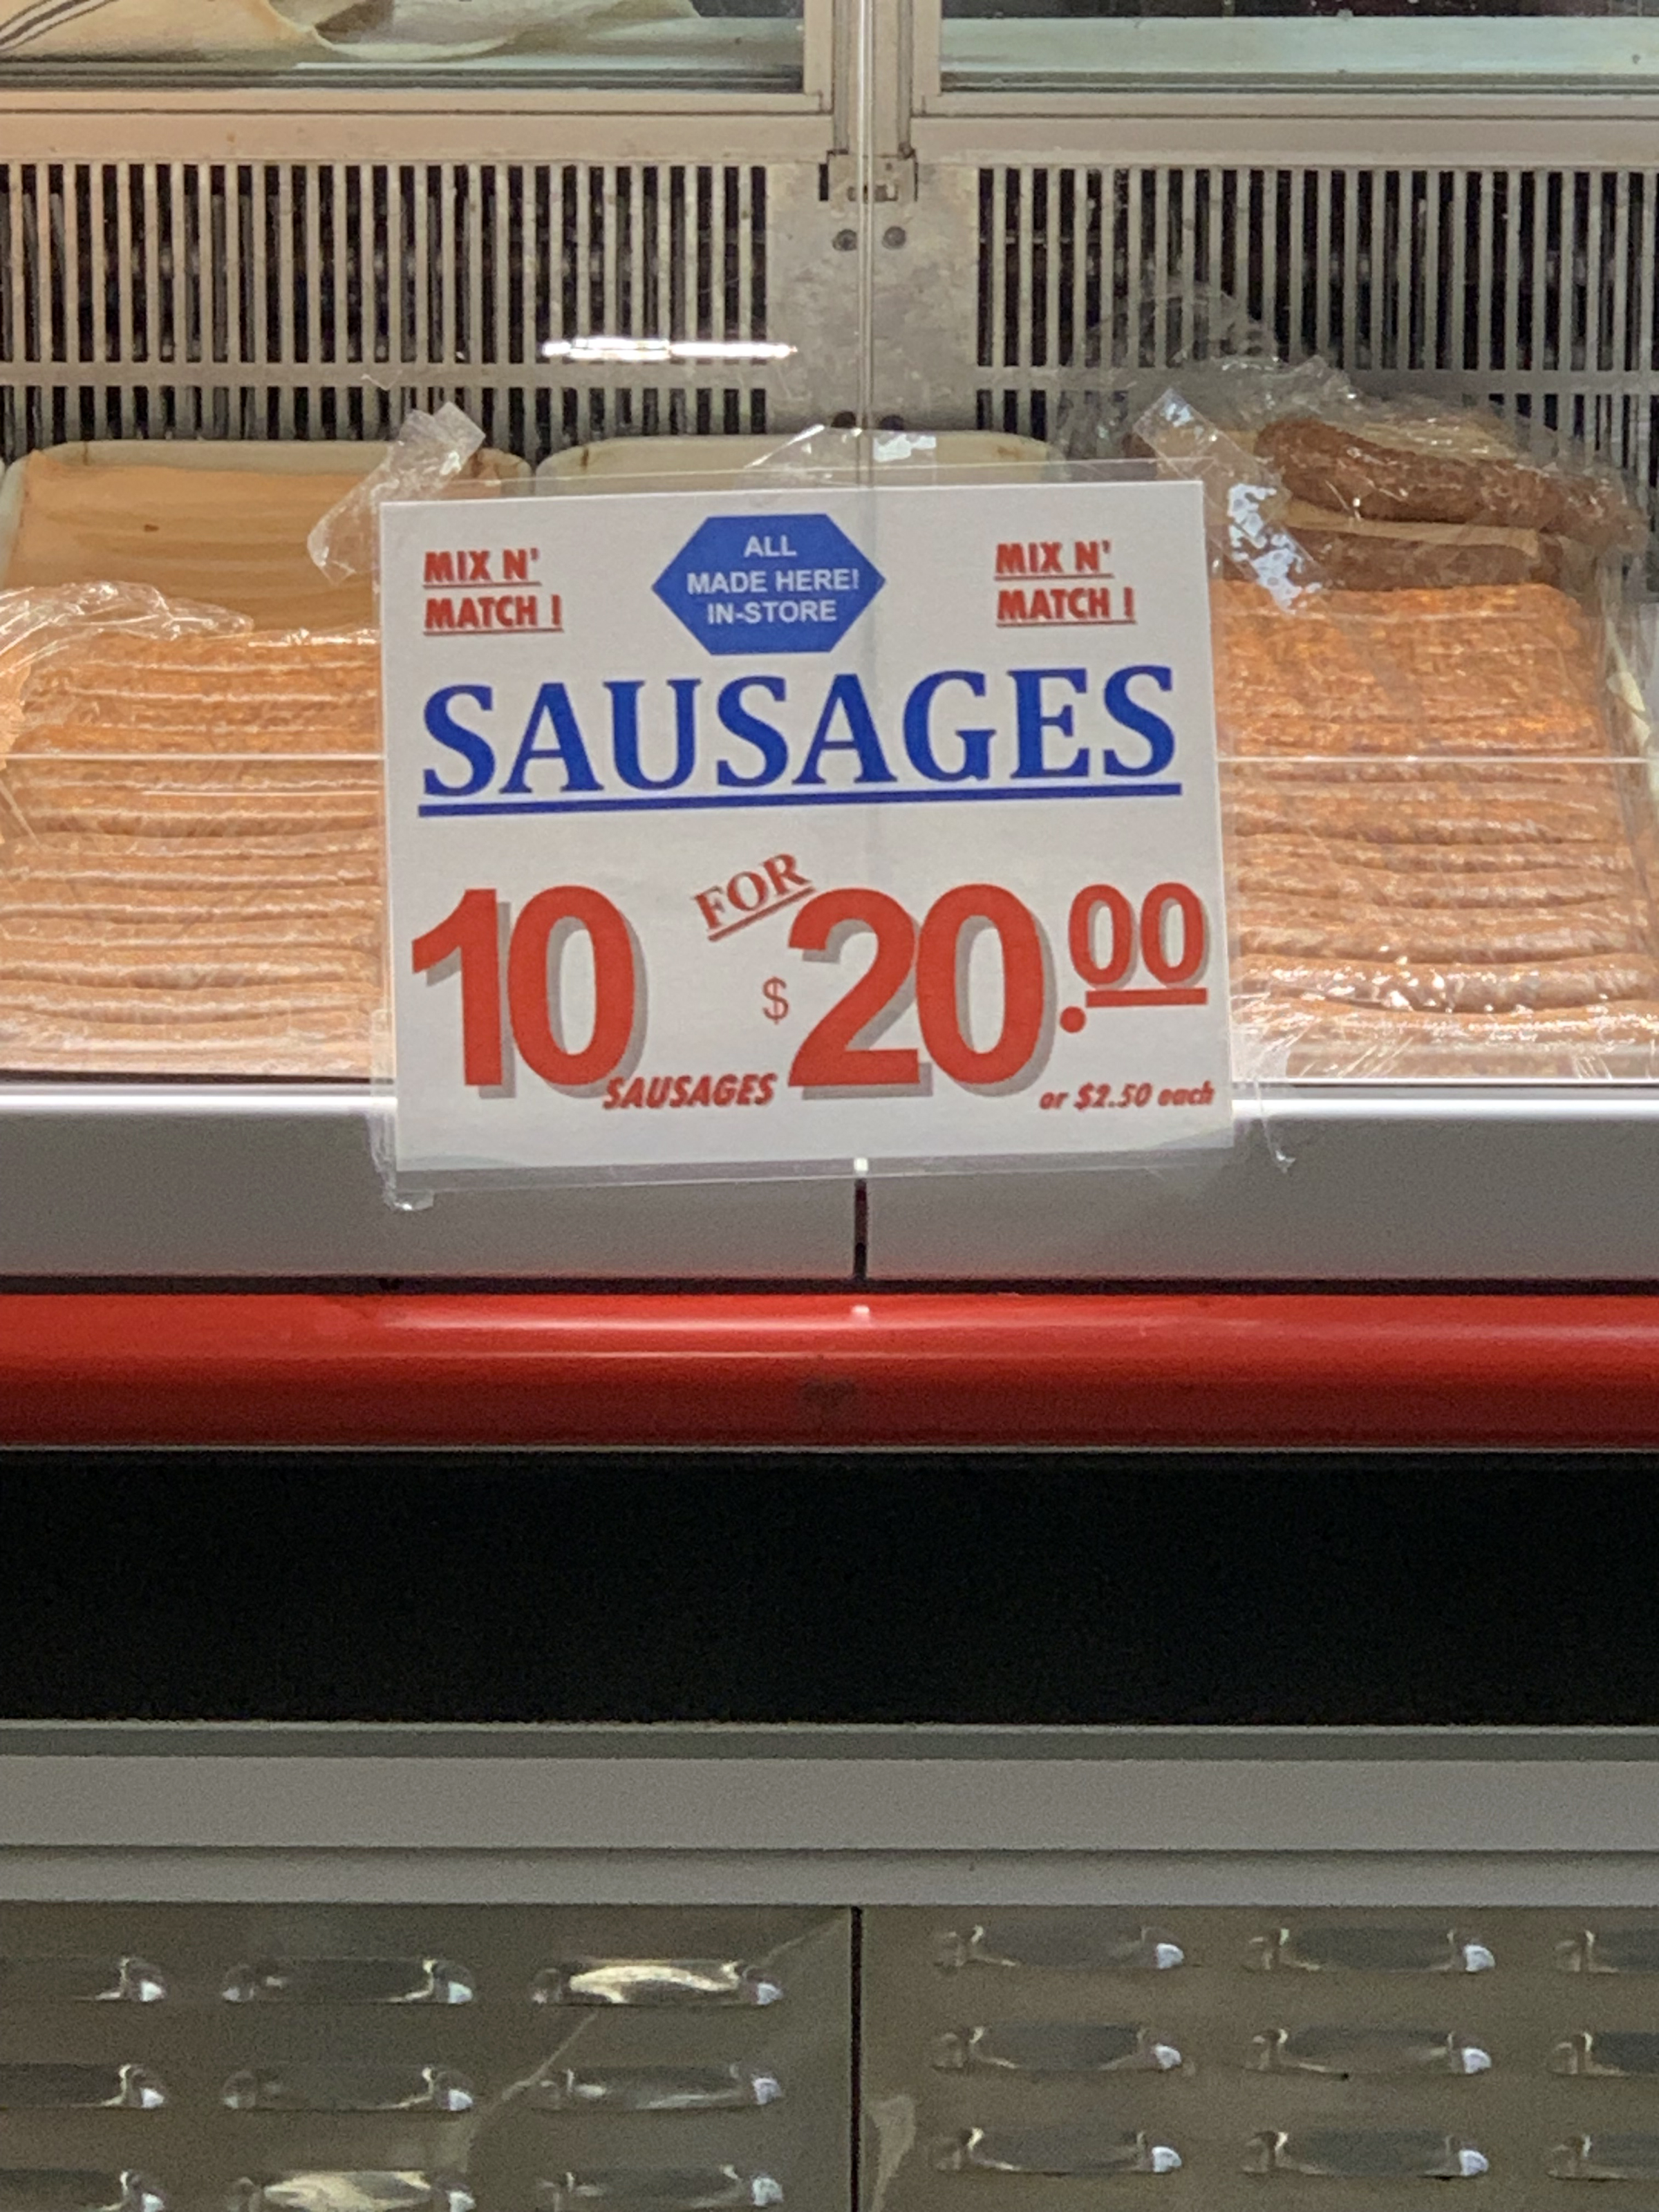 MIX N'
MATCH !
ALL
MADE HERE!
IN-STORE
MIX N'
MATCH !
SAUSAGES
10 FOR $20.00
SAUSAGES
or $2.50 each